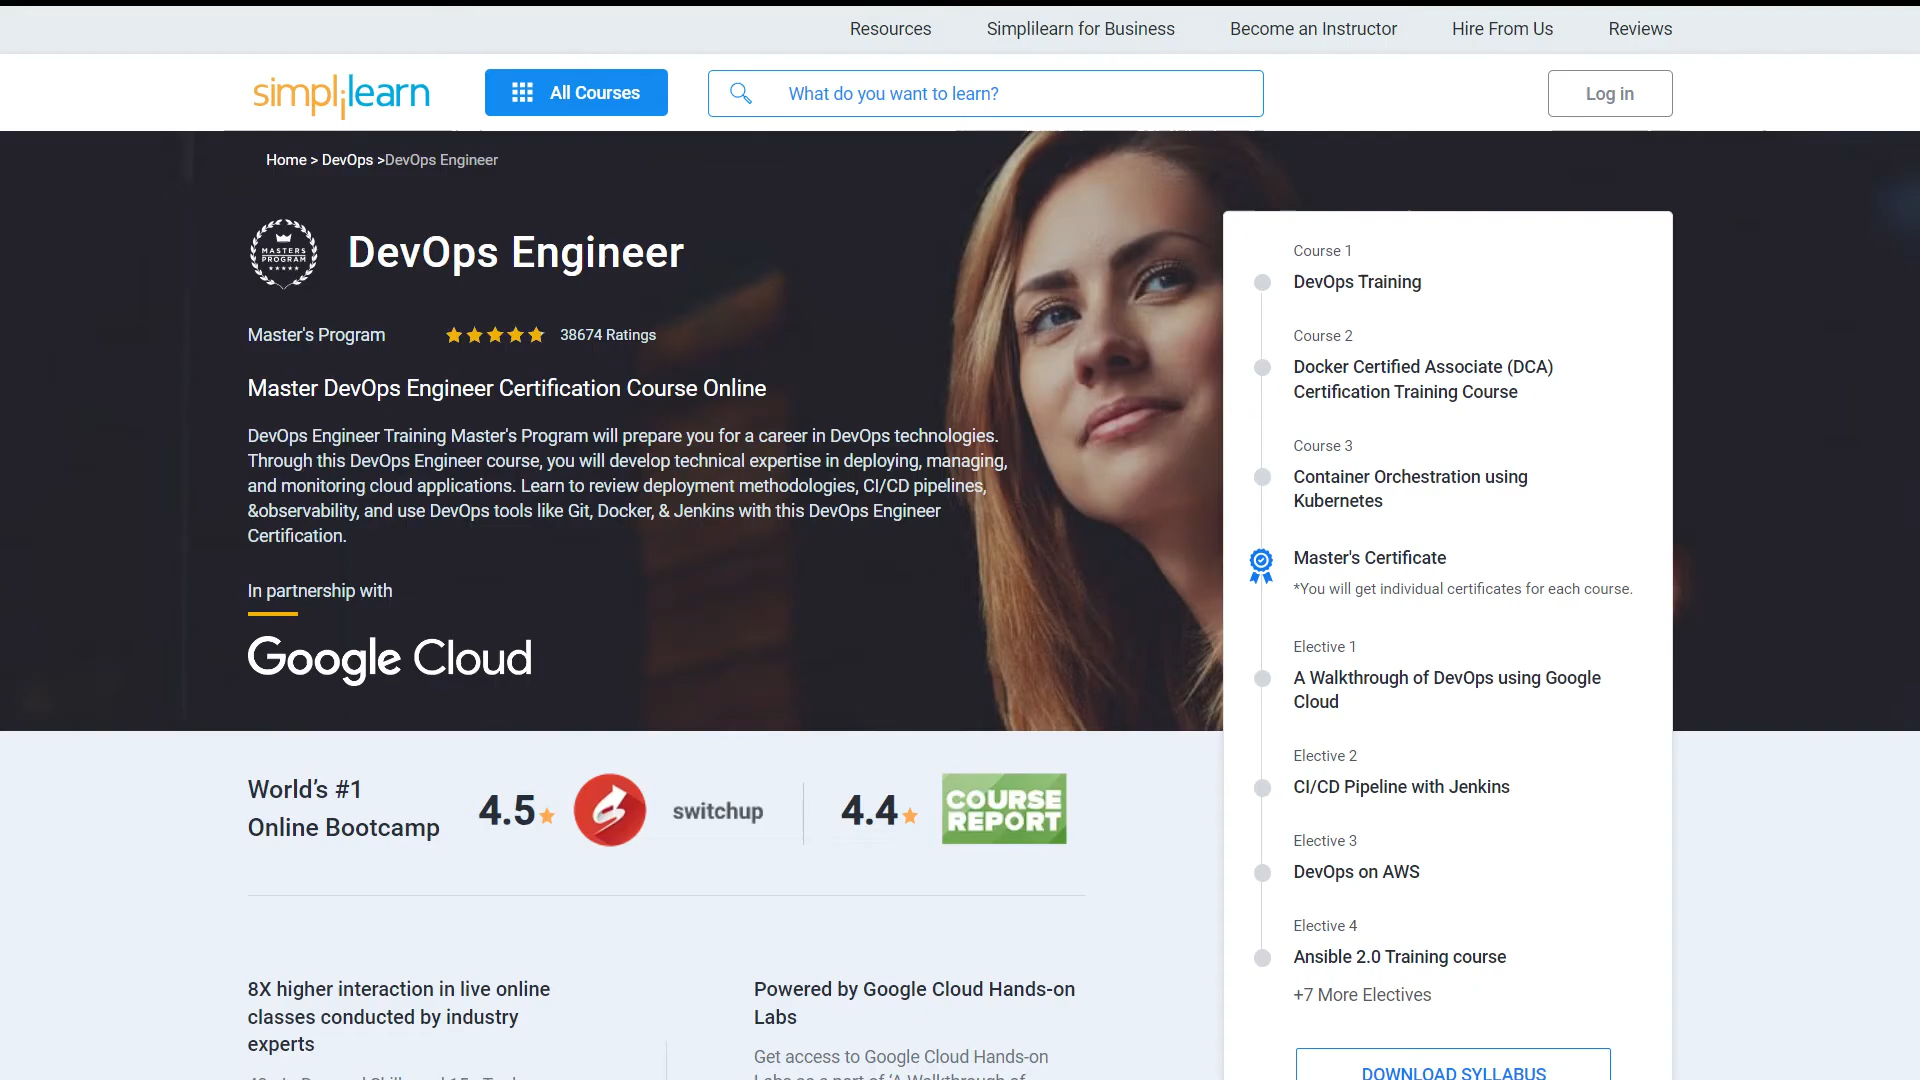 Resources Simplilearn for Business Become an Instructor Hire From Us Reviews
simplilearn All Courses What do you want to learn? Log in
Home > DevOps >DevOps Engineer
MASTERS
PROGRAM
DevOps Engineer
Master's Program 38674 Ratings
Master DevOps Engineer Certification Course Online
DevOps Engineer Training Master's Program will prepare you for a career in DevOps technologies.
Through this DevOps Engineer course, you will develop technical expertise in deploying, managing,
and monitoring cloud applications. Learn to review deployment methodologies, CI/CD pipelines,
&observability, and use DevOps tools like Git, Docker, & Jenkins with this DevOps Engineer
Certification.
In partnership with
Google Cloud
Course 1
DevOps Training
Course 2
Docker Certified Associate (DCA)
Certification Training Course
Course 3
Container Orchestration using
Kubernetes
Master's Certificate
*You will get individual certificates for each course.
Elective 1
A Walkthrough of DevOps using Google
Cloud
Elective 2
CI/CD Pipeline with Jenkins
Elective 3
DevOps on AWS
Elective 4
Ansible 2.0 Training course
+7 More Electives
DOWNLOAD SYLLABUS
World's #1
Online Bootcamp
4.5 switchup
4.4 COURSE
REPORT
8X higher interaction in live online
classes conducted by industry
experts
Powered by Google Cloud Hands-on
Labs
Get access to Google Cloud Hands-on